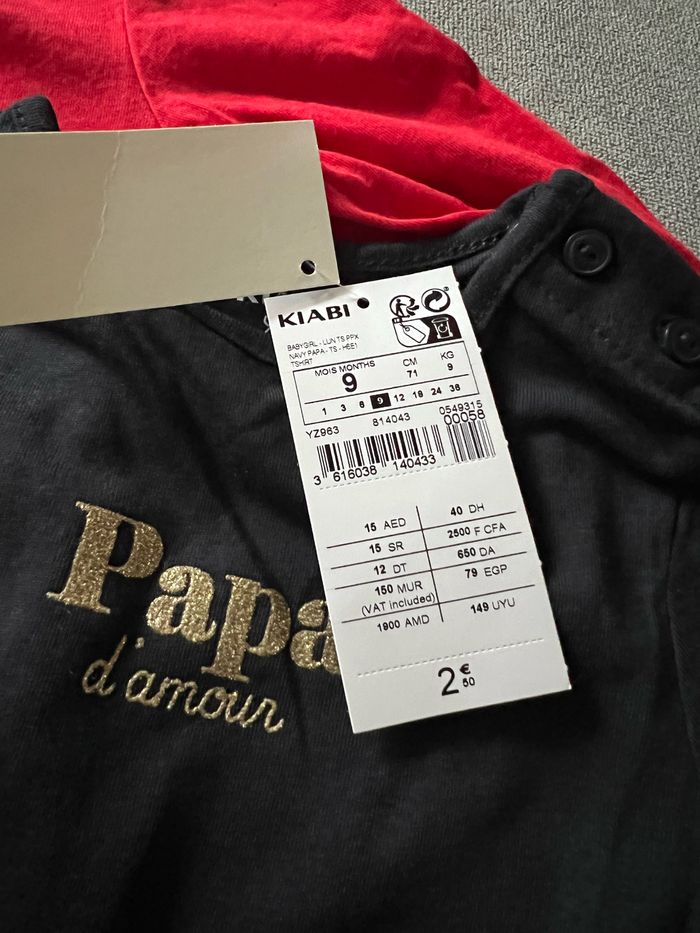 KIABI
BABYGIRL - LUN TS PPX
NAVY PAPA - TS - HEE1
TSHIRT
MOIS MONTHS CM KG
9 71 9
1 3 6 9 12 18 24 36
YZ963 814043 0549315
00058
3 616038 140433
15 AED 40 DH
15 SR 2500 F CFA
12 DT 650 DA
150 MUR 79 EGP
(VAT included)
1900 AMD 149 UYU
2 €
50
Papa
d'amour